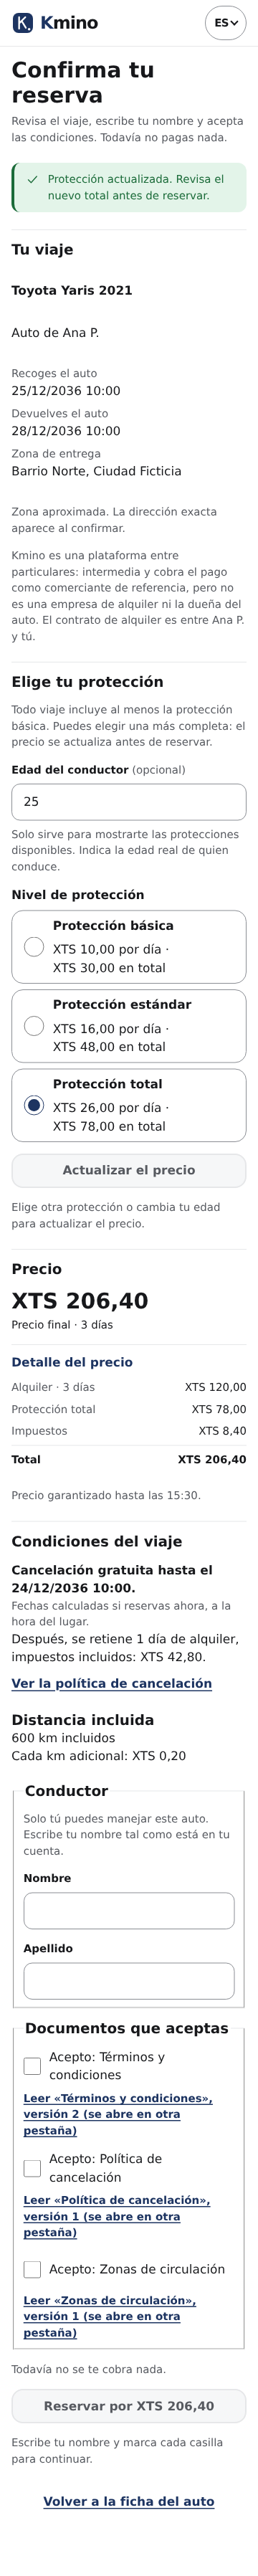 Kmino
ES
Confirma tu
reserva
Revisa el viaje, escribe tu nombre y acepta
las condiciones. Todavía no pagas nada.
Protección actualizada. Revisa el
nuevo total antes de reservar.
Tu viaje
Toyota Yaris 2021
Auto de Ana P.
Recoges el auto
25/12/2036 10:00
Devuelves el auto
28/12/2036 10:00
Zona de entrega
Barrio Norte, Ciudad Ficticia
Zona aproximada. La dirección exacta
aparece al confirmar.
Kmino es una plataforma entre
particulares: intermedia y cobra el pago
como comerciante de referencia, pero no
es una empresa de alquiler ni la dueña del
auto. El contrato de alquiler es entre Ana P.
y tú.
Elige tu protección
Todo viaje incluye al menos la protección
básica. Puedes elegir una más completa: el
precio se actualiza antes de reservar.
Edad del conductor (opcional)
25
Solo sirve para mostrarte las protecciones
disponibles. Indica la edad real de quien
conduce.
Nivel de protección
Protección básica
XTS 10,00 por día ·
XTS 30,00 en total
Protección estándar
XTS 16,00 por día ·
XTS 48,00 en total
Protección total
XTS 26,00 por día ·
XTS 78,00 en total
Actualizar el precio
Elige otra protección o cambia tu edad
para actualizar el precio.
Precio
XTS 206,40
Precio final · 3 días
Detalle del precio
Alquiler · 3 días XTS 120,00
Protección total XTS 78,00
Impuestos XTS 8,40
Total XTS 206,40
Precio garantizado hasta las 15:30.
Condiciones del viaje
Cancelación gratuita hasta el
24/12/2036 10:00.
Fechas calculadas si reservas ahora, a la
hora del lugar.
Después, se retiene 1 día de alquiler,
impuestos incluidos: XTS 42,80.
Ver la política de cancelación
Distancia incluida
600 km incluidos
Cada km adicional: XTS 0,20
Conductor
Solo tú puedes manejar este auto.
Escribe tu nombre tal como está en tu
cuenta.
Nombre
Apellido
Documentos que aceptas
Acepto: Términos y
condiciones
Leer «Términos y condiciones»,
versión 2 (se abre en otra
pestaña)
Acepto: Política de
cancelación
Leer «Política de cancelación»,
versión 1 (se abre en otra
pestaña)
Acepto: Zonas de circulación
Leer «Zonas de circulación»,
versión 1 (se abre en otra
pestaña)
Todavía no se te cobra nada.
Reservar por XTS 206,40
Escribe tu nombre y marca cada casilla
para continuar.
Volver a la ficha del auto